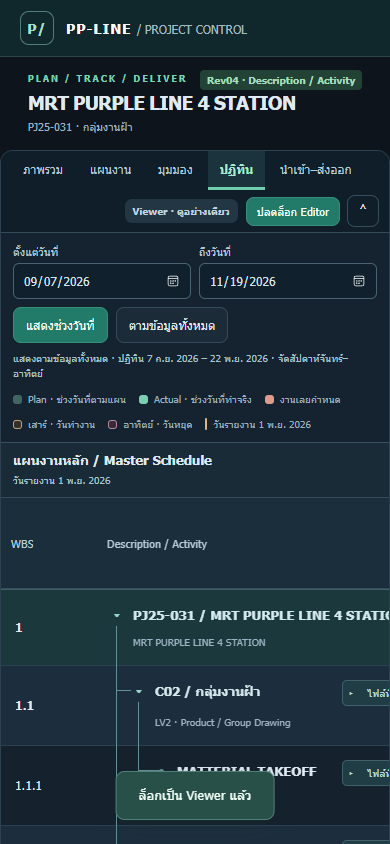 P/ PP-LINE / PROJECT CONTROL
PLAN / TRACK / DELIVER Rev04 · Description / Activity
MRT PURPLE LINE 4 STATION
PJ25-031 · กลุ่มงานฝ้า
ภาพรวม แผนงาน มุมมอง ปฏิทิน นำเข้า–ส่งออก
Viewer · ดูอย่างเดียว ปลดล็อก Editor ^
ตั้งแต่วันที่ ถึงวันที่
09/07/2026 11/19/2026
แสดงช่วงวันที่ ตามข้อมูลทั้งหมด
แสดงตามข้อมูลทั้งหมด · ปฏิทิน 7 ก.ย. 2026 – 22 พ.ย. 2026 · จัดสัปดาห์จันทร์–
อาทิตย์
Plan · ช่วงวันที่ตามแผน Actual · ช่วงวันที่ทำจริง งานเลยกำหนด
เสาร์ · วันทำงาน อาทิตย์ · วันหยุด วันรายงาน 1 พ.ย. 2026
แผนงานหลัก / Master Schedule
วันรายงาน 1 พ.ย. 2026
WBS Description / Activity
1 PJ25-031 / MRT PURPLE LINE 4 STATIO
MRT PURPLE LINE 4 STATION
1.1 C02 / กลุ่มงานฝ้า ไฟล์
LV2 · Product / Group Drawing
1.1.1 MATTERIAL TAKEOFF ไฟล์
ล็อกเป็น Viewer แล้ว